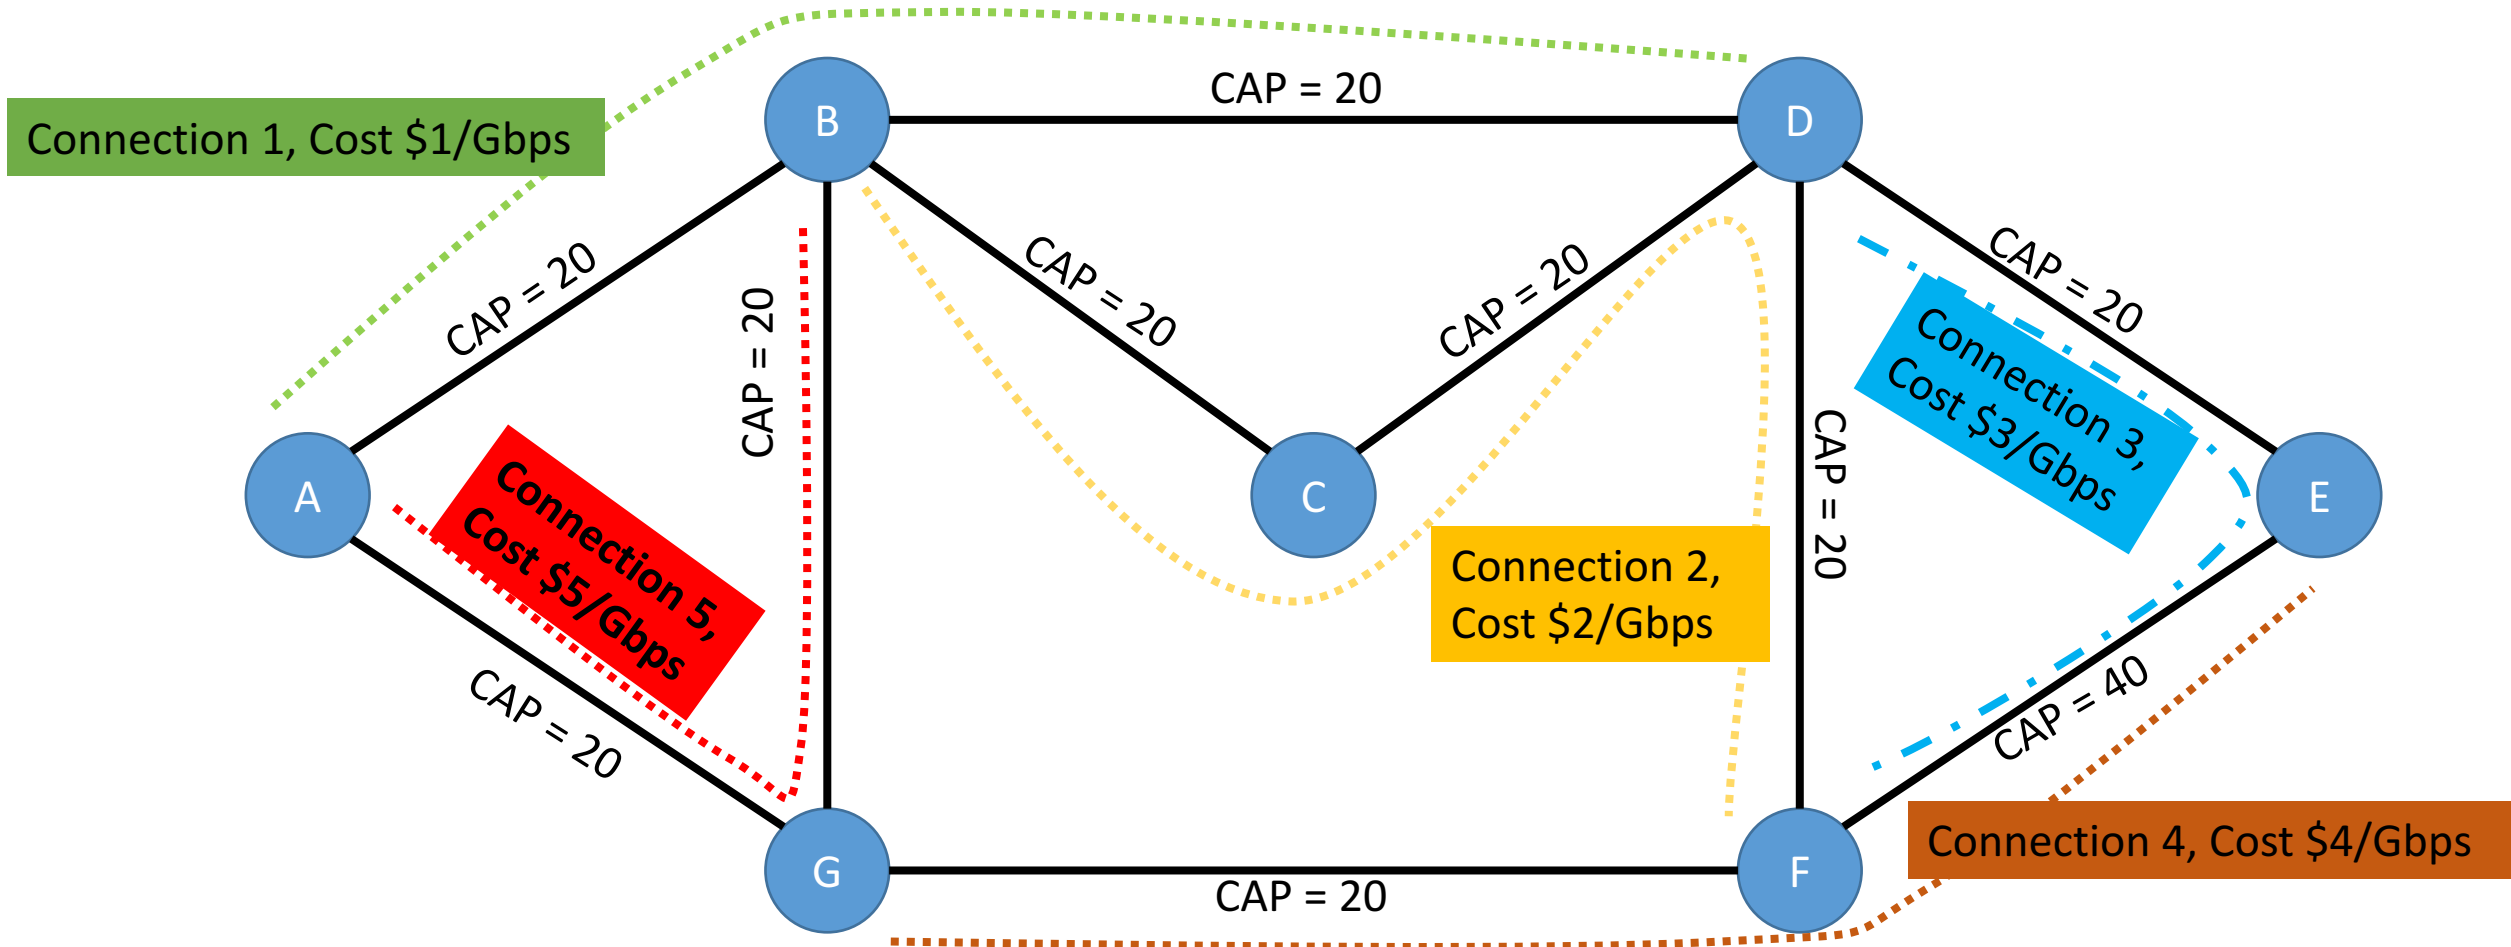 CAP = 20
B
D
Connection 1, Cost $1/Gbps
CAP = 20
CAP = 20
CAP = 20
CAP = 20
CAP = 20
Connection 3,
Cost $3/Gbps
CAP = 20
A
Connection 5,
Cost $5/Gbps
C
E
Connection 2,
Cost $2/Gbps
CAP = 20
CAP = 40
G
CAP = 20
F
Connection 4, Cost $4/Gbps